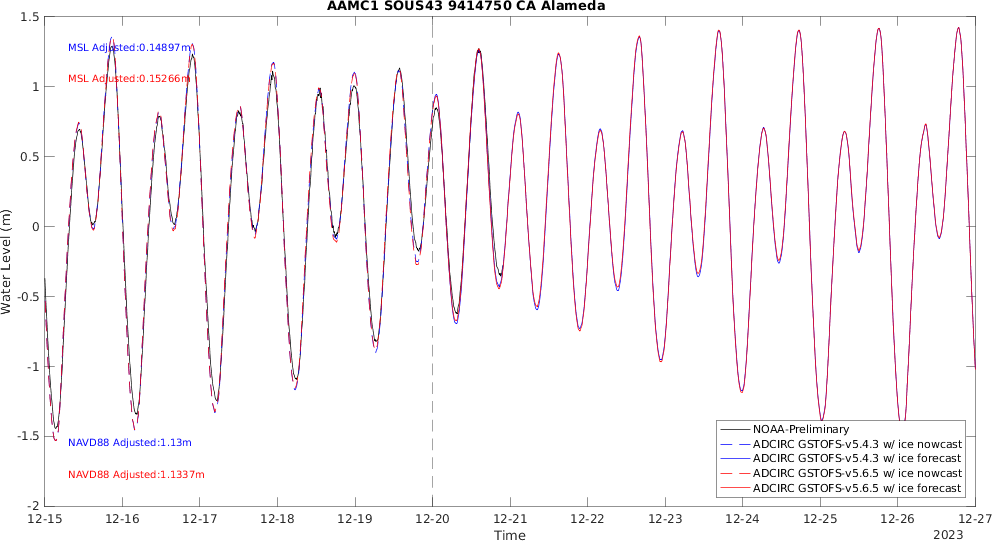 AAMC1 SOUS43 9414750 CA Alameda
1.5
1
0.5
0
-0.5
-1
-1.5
-2
Water Level (m)
MSL Adjusted:0.14897m
MSL Adjusted:0.15266m
NAVD88 Adjusted:1.13m
NAVD88 Adjusted:1.1337m
NOAA-Preliminary
ADCIRC GSTOFS-v5.4.3 w/ ice nowcast
ADCIRC GSTOFS-v5.4.3 w/ ice forecast
ADCIRC GSTOFS-v5.6.5 w/ ice nowcast
ADCIRC GSTOFS-v5.6.5 w/ ice forecast
12-15 12-16 12-17 12-18 12-19 12-20 12-21 12-22 12-23 12-24 12-25 12-26 12-27
Time
2023